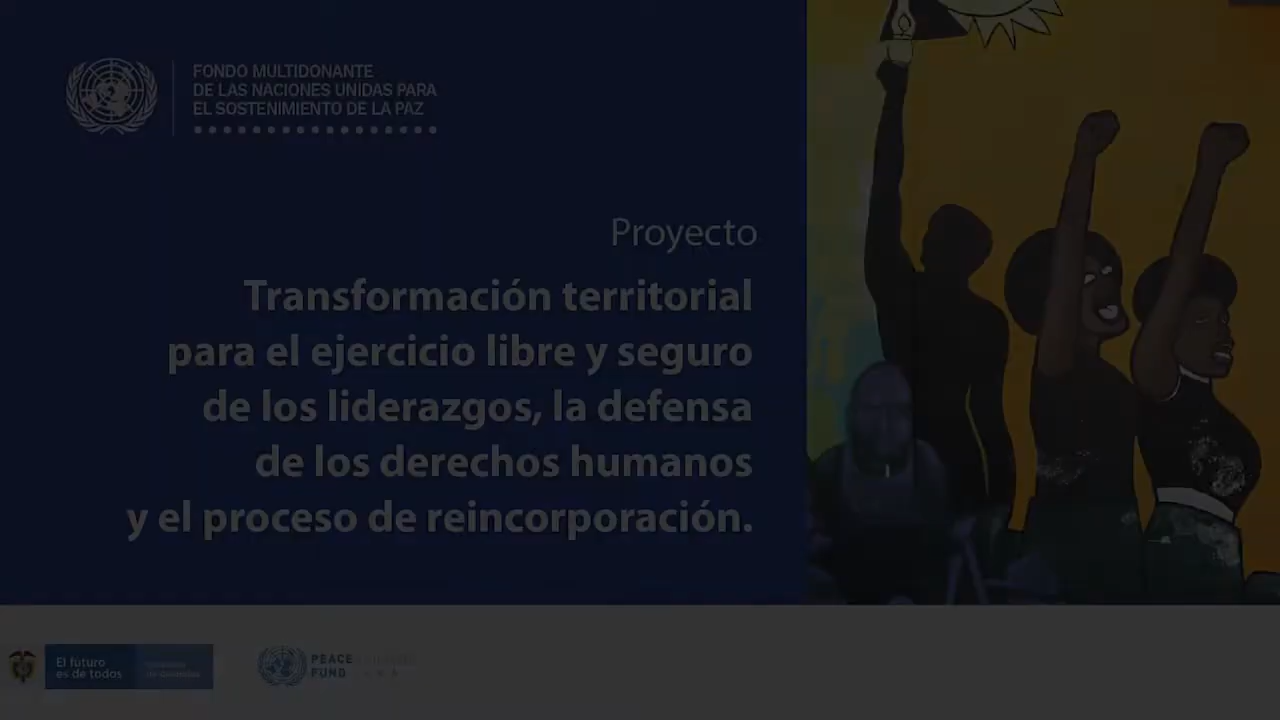 FONDO MULTIDONANTE
DE LAS NACIONES UNIDAS PARA
EL SOSTENIMIENTO DE LA PAZ
Proyecto
Transformación territorial
para el ejercicio libre y seguro
de los liderazgos, la defensa
de los derechos humanos
y el proceso de reincorporación.
El futuro
es de todos
PEACE
FUND